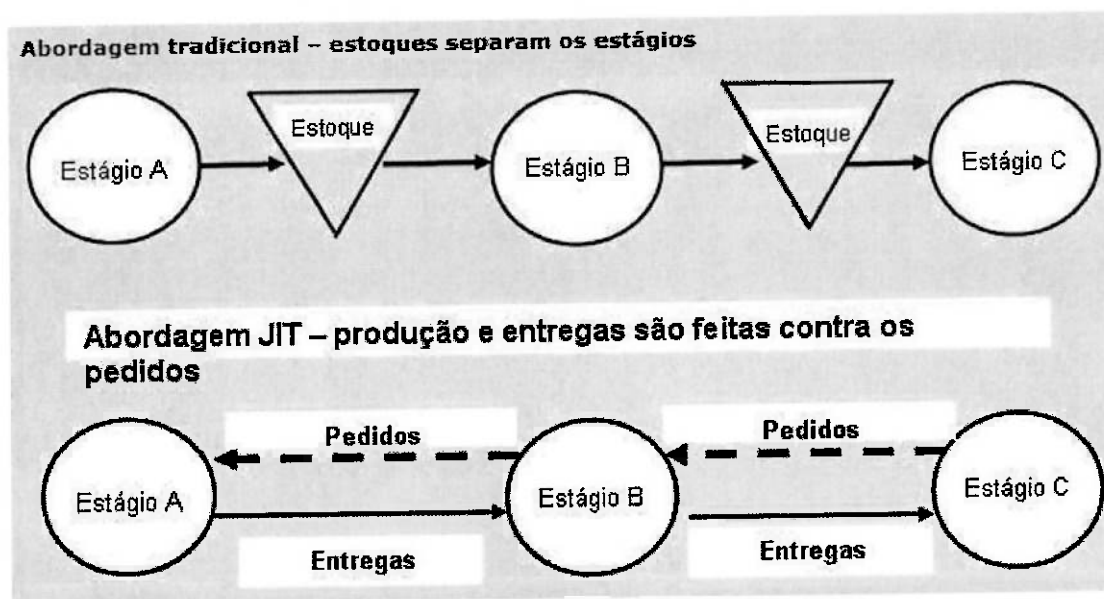 Abordagem tradicional – estoques separam os estágios
Estágio A
Estoque
Estágio B
Estoque
Estágio C
Abordagem JIT – produção e entregas são feitas contra os
pedidos
Estágio A
Pedidos
Entregas
Estágio B
Pedidos
Entregas
Estágio C